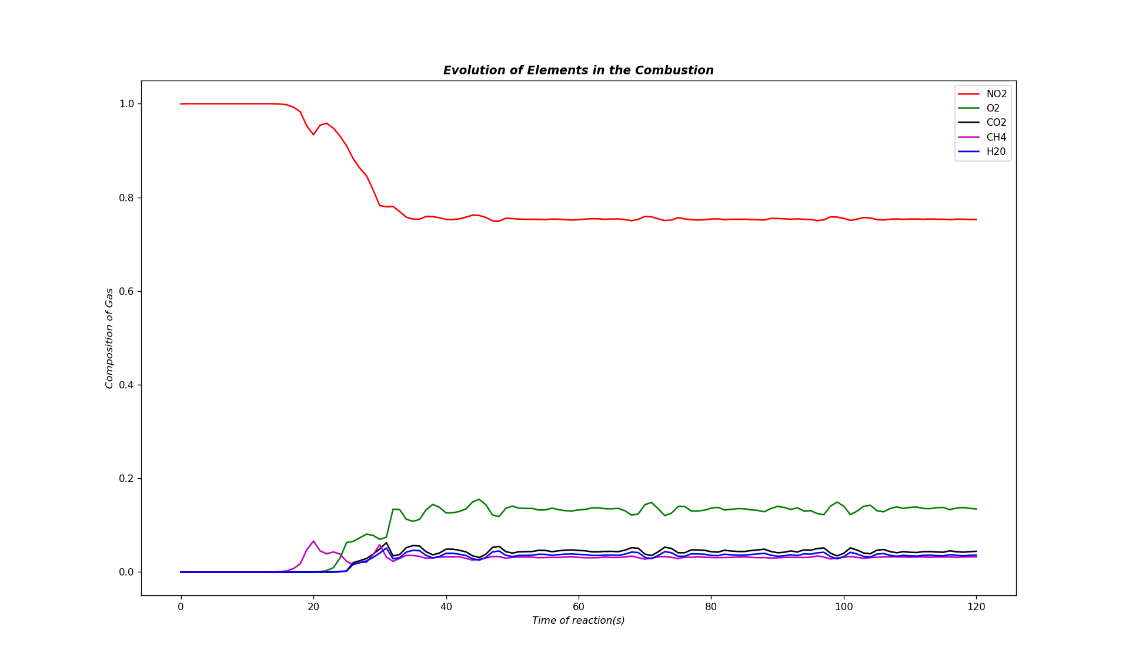 Evolution of Elements in the Combustion
NO2
O2
CO2
CH4
H20
Composition of Gas
1.0
0.8
0.6
0.4
0.2
0.0
0 20 40 60 80 100 120
Time of reaction(s)